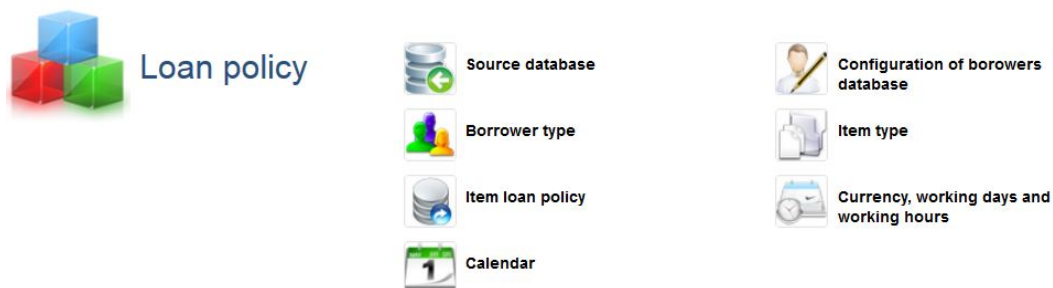 Loan policy
Source database
Configuration of borowers
database
Borrower type
Item type
Item loan policy
Currency, working days and
working hours
1
Calendar